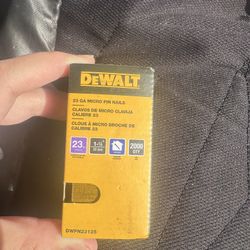 DEWALT
23 GA MICRO PIN NAILS
CLAVOS DE MICRO CLAVIJA
CALIBRE 23
CLOUS À MICRO BROCHE DE
CALIBRE 23
23
2000
QTY
DWPN23125